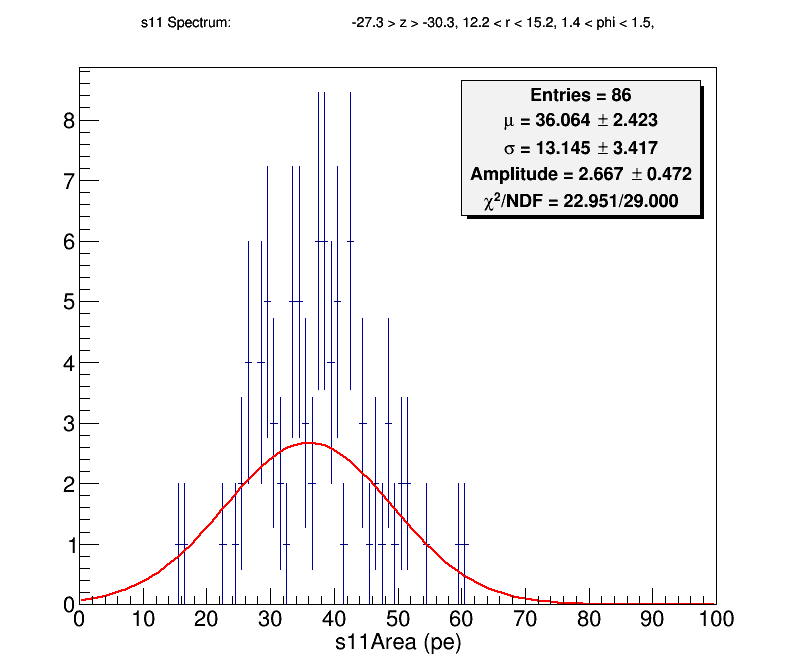 s11 Spectrum: -27.3 > z > -30.3, 12.2 < r < 15.2, 1.4 < phi < 1.5,
Entries = 86
μ = 36.064 ± 2.423
σ = 13.145 ± 3.417
Amplitude = 2.667 ± 0.472
χ²/NDF = 22.951/29.000
8
7
6
5
4
3
2
1
0
0 10 20 30 40 50 60 70 80 90 100
s11Area (pe)